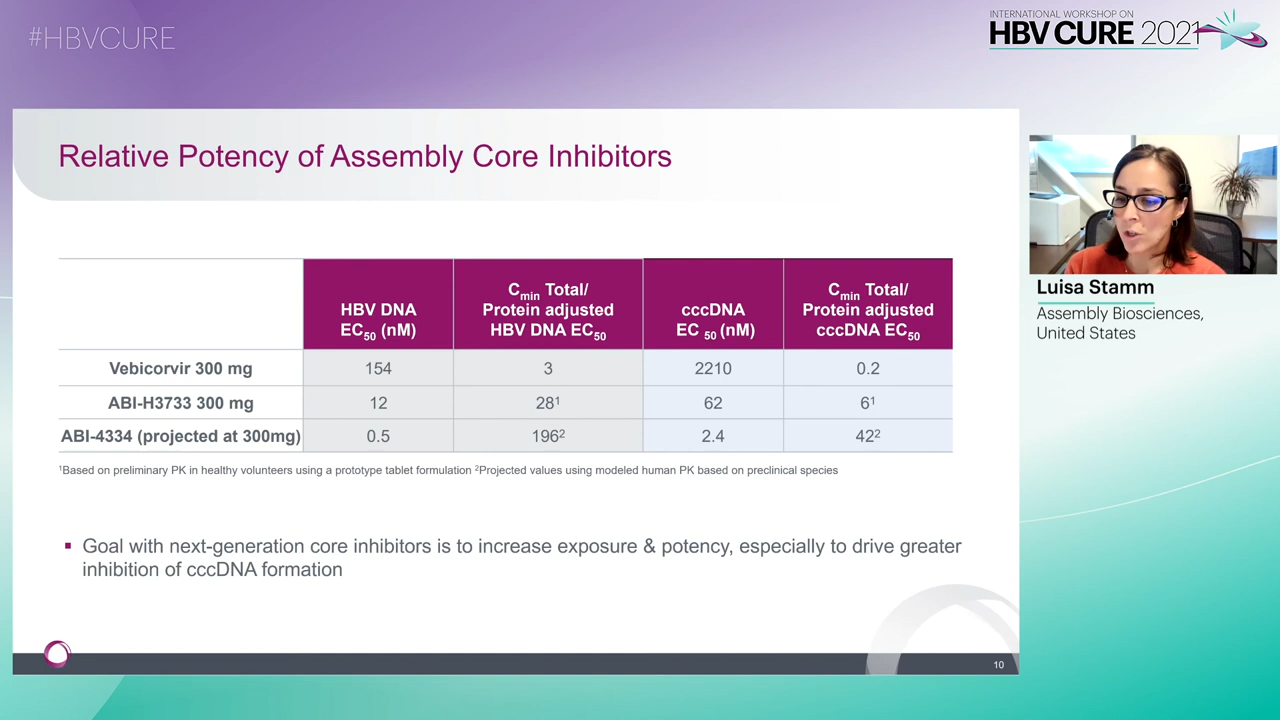 #HBVCURE
INTERNATIONAL WORKSHOP ON
HBV CURE 2021
Relative Potency of Assembly Core Inhibitors
HBV DNA
EC50 (nM)
Cmin Total/
Protein adjusted
HBV DNA EC50
cccDNA
EC 50 (nM)
Cmin Total/
Protein adjusted
cccDNA EC50
Vebicorvir 300 mg 154 3 2210 0.2
ABI-H3733 300 mg 12 28¹ 62 6¹
ABI-4334 (projected at 300mg) 0.5 196² 2.4 42²
¹Based on preliminary PK in healthy volunteers using a prototype tablet formulation ²Projected values using modeled human PK based on preclinical species
▪ Goal with next-generation core inhibitors is to increase exposure & potency, especially to drive greater
inhibition of cccDNA formation
10
Luisa Stamm
Assembly Biosciences,
United States